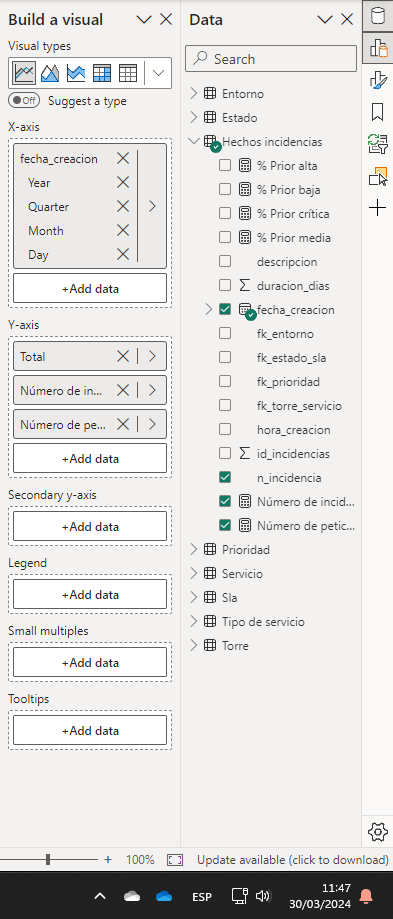 Build a visual
Visual types
Off
Suggest a type
X-axis
fecha_creacion
Year
Quarter
Month
Day
+Add data
Y-axis
Total
Número de in...
Número de pe...
+Add data
Secondary y-axis
+Add data
Legend
+Add data
Small multiples
+Add data
Tooltips
+Add data
Data
Search
Entorno
Estado
Hechos incidencias
% Prior alta
% Prior baja
% Prior crítica
% Prior media
descripcion
duracion_dias
fecha_creacion
fk_entorno
fk_estado_sla
fk_prioridad
fk_torre_servicio
hora_creacion
id_incidencias
n_incidencia
Número de incid...
Número de petic...
Prioridad
Servicio
Sla
Tipo de servicio
Torre
- + 100% Update available (click to download)
ESP
11:47
30/03/2024